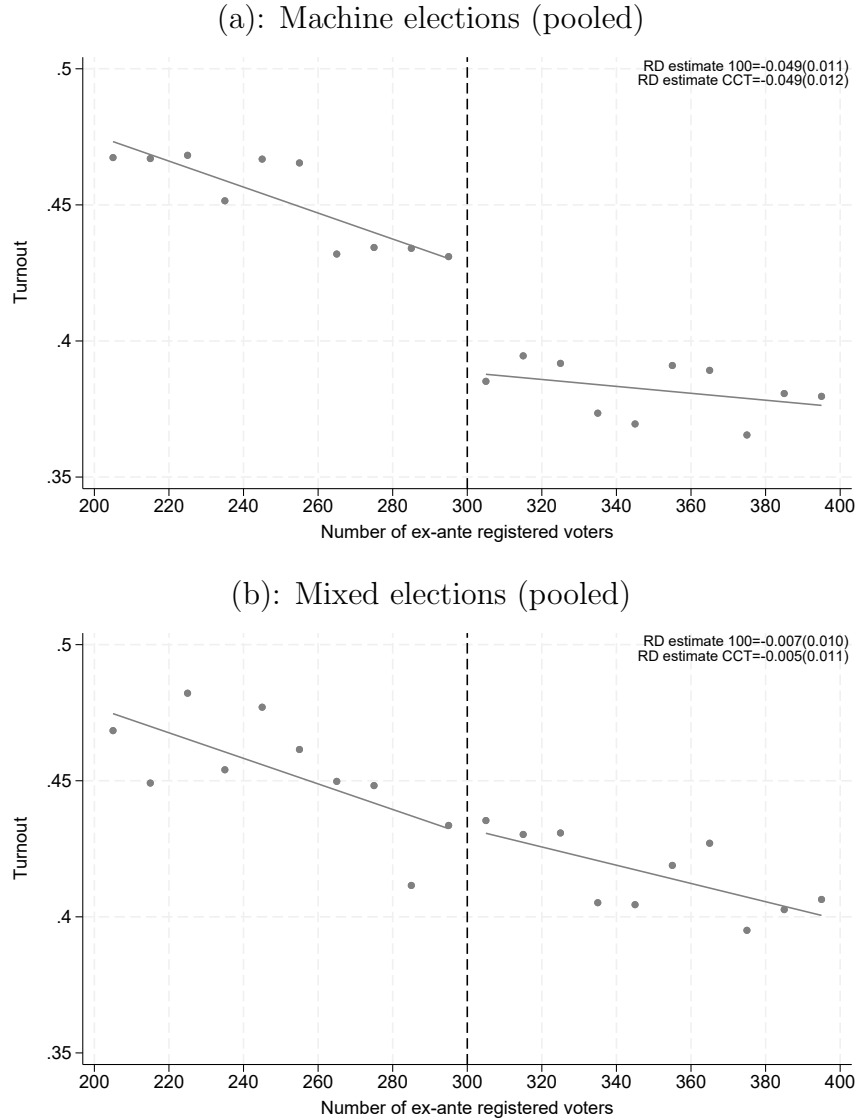 (a): Machine elections (pooled)
RD estimate 100=-0.049(0.011)
RD estimate CCT=-0.049(0.012)
.5
.45
.4
.35
Turnout
200 220 240 260 280 300 320 340 360 380 400
Number of ex-ante registered voters
(b): Mixed elections (pooled)
RD estimate 100=-0.007(0.010)
RD estimate CCT=-0.005(0.011)
.5
.45
.4
.35
Turnout
200 220 240 260 280 300 320 340 360 380 400
Number of ex-ante registered voters